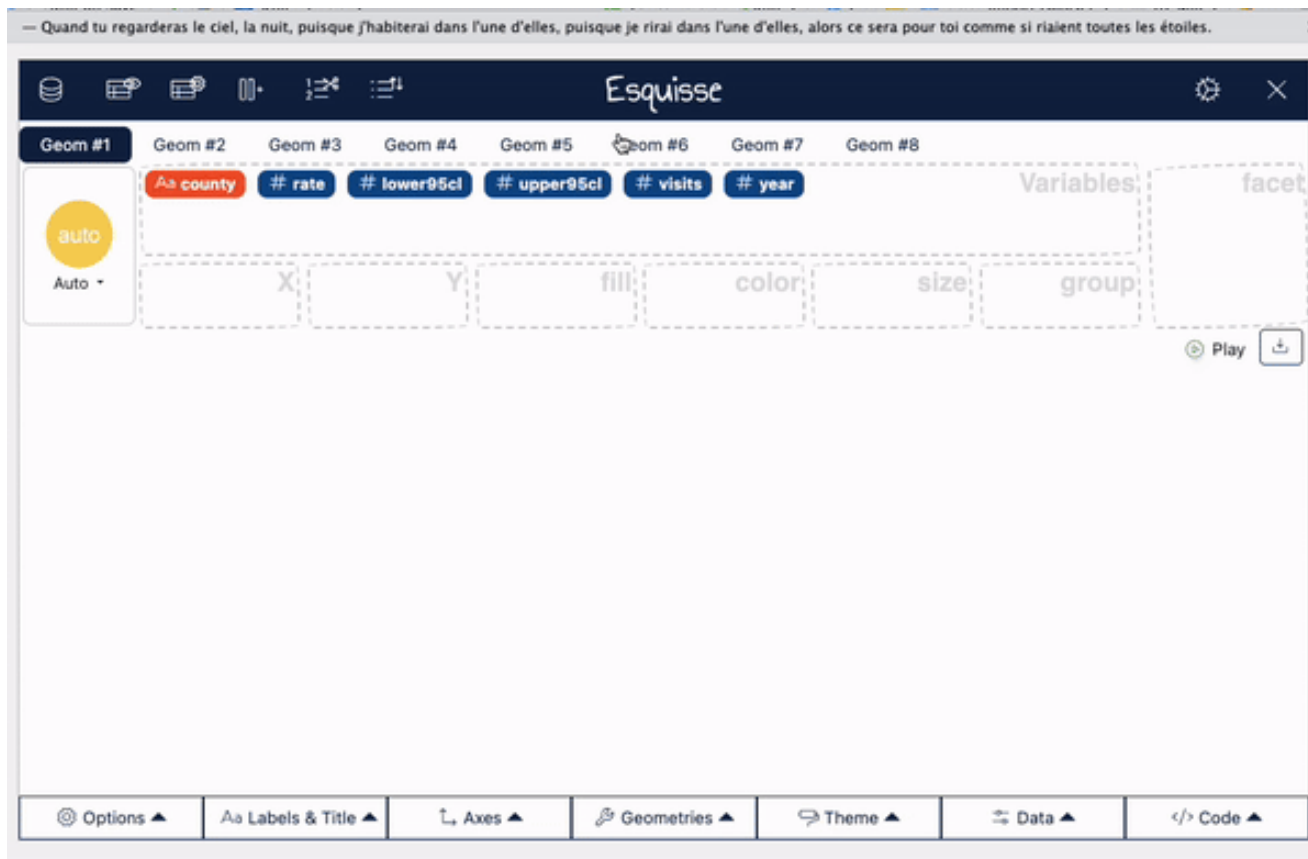 — Quand tu regarderas le ciel, la nuit, puisque j'habiterai dans l'une d'elles, puisque je rirai dans l'une d'elles, alors ce sera pour toi comme si riaient toutes les étoiles.
Esquisse
Geom #1 Geom #2 Geom #3 Geom #4 Geom #5 Geom #6 Geom #7 Geom #8
Aa county # rate # lower95cl # upper95cl # visits # year Variables facet
auto
Auto
X Y fill color size group
Play
Options Aa Labels & Title Axes Geometries Theme Data </> Code